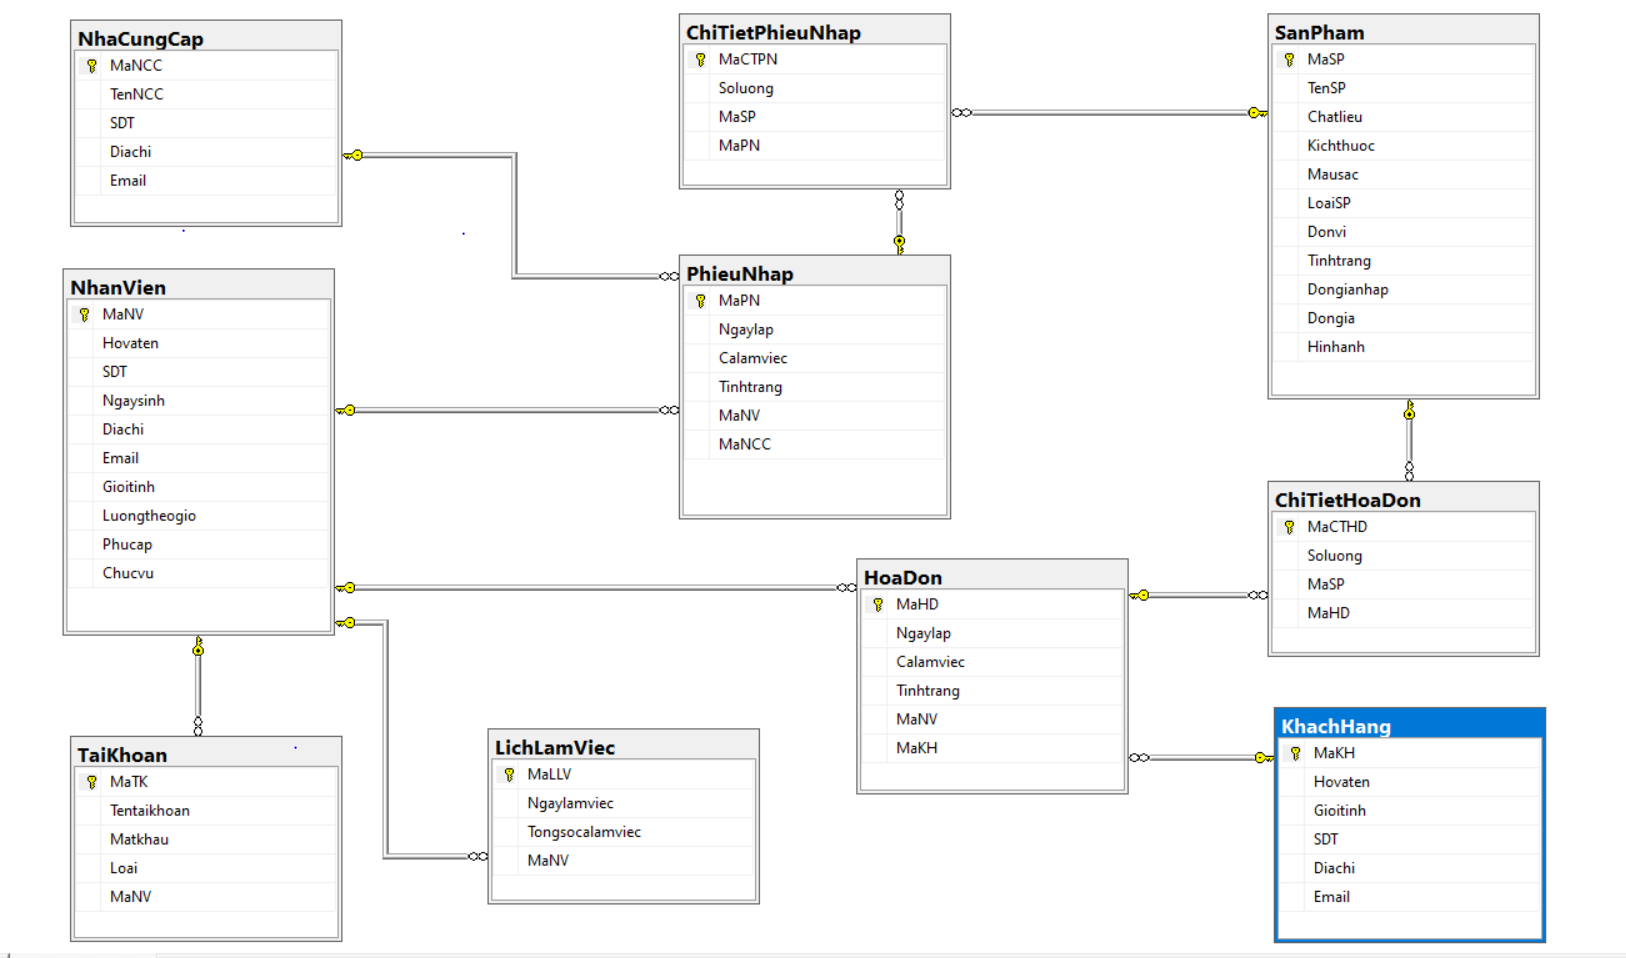 NhaCungCap
MaNCC
TenNCC
SDT
Diachi
Email
ChiTietPhieuNhap
MaCTPN
Soluong
MaSP
MaPN
SanPham
MaSP
TenSP
Chatlieu
Kichthuoc
Mausac
LoaiSP
Donvi
Tinhtrang
Dongianhap
Dongia
Hinhanh
NhanVien
MaNV
Hovaten
SDT
Ngaysinh
Diachi
Email
Gioitinh
Luongtheogio
Phucap
Chucvu
PhieuNhap
MaPN
Ngaylap
Calamviec
Tinhtrang
MaNV
MaNCC
ChiTietHoaDon
MaCTHD
Soluong
MaSP
MaHD
HoaDon
MaHD
Ngaylap
Calamviec
Tinhtrang
MaNV
MaKH
TaiKhoan
MaTK
Tentaikhoan
Matkhau
Loai
MaNV
LichLamViec
MaLLV
Ngaylamviec
Tongsocalamviec
MaNV
KhachHang
MaKH
Hovaten
Gioitinh
SDT
Diachi
Email